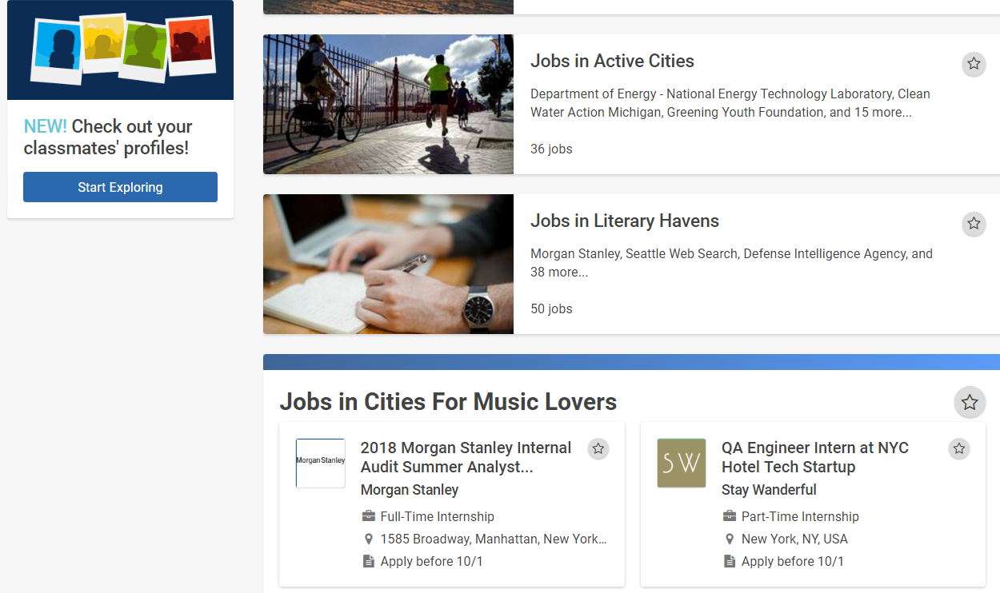 NEW! Check out your
classmates' profiles!
Start Exploring
Jobs in Active Cities
Department of Energy - National Energy Technology Laboratory, Clean
Water Action Michigan, Greening Youth Foundation, and 15 more...
36 jobs
Jobs in Literary Havens
Morgan Stanley, Seattle Web Search, Defense Intelligence Agency, and
38 more...
50 jobs
Jobs in Cities For Music Lovers
Morgan Stanley
2018 Morgan Stanley Internal
Audit Summer Analyst...
Morgan Stanley
Full-Time Internship
1585 Broadway, Manhattan, New York...
Apply before 10/1
SW
QA Engineer Intern at NYC
Hotel Tech Startup
Stay Wanderful
Part-Time Internship
New York, NY, USA
Apply before 10/1